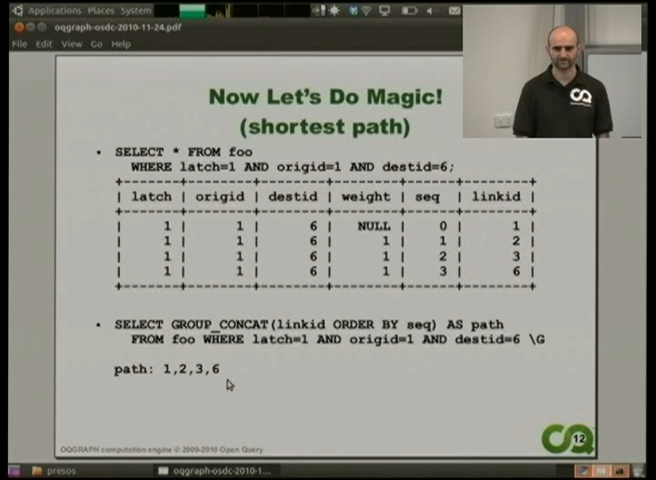 Applications Places System
oqgraph-osdc-2010-11-24.pdf
File Edit View Go Help
Now Let's Do Magic!
(shortest path)
• SELECT * FROM foo
WHERE latch=1 AND origid=1 AND destid=6;
+-------+--------+--------+--------+------+--------+
| latch | origid | destid | weight | seq | linkid |
+-------+--------+--------+--------+------+--------+
| 1 | 1 | 6 | NULL | 0 | 1 |
| 1 | 1 | 6 | 1 | 1 | 2 |
| 1 | 1 | 6 | 1 | 2 | 3 |
| 1 | 1 | 6 | 1 | 3 | 6 |
+-------+--------+--------+--------+------+--------+
• SELECT GROUP_CONCAT(linkid ORDER BY seq) AS path
FROM foo WHERE latch=1 AND origid=1 AND destid=6 \G
path: 1,2,3,6
12
OQGRAPH computation engine © 2009-2010 Open Query
presos
oqgraph-osdc-2010-1...